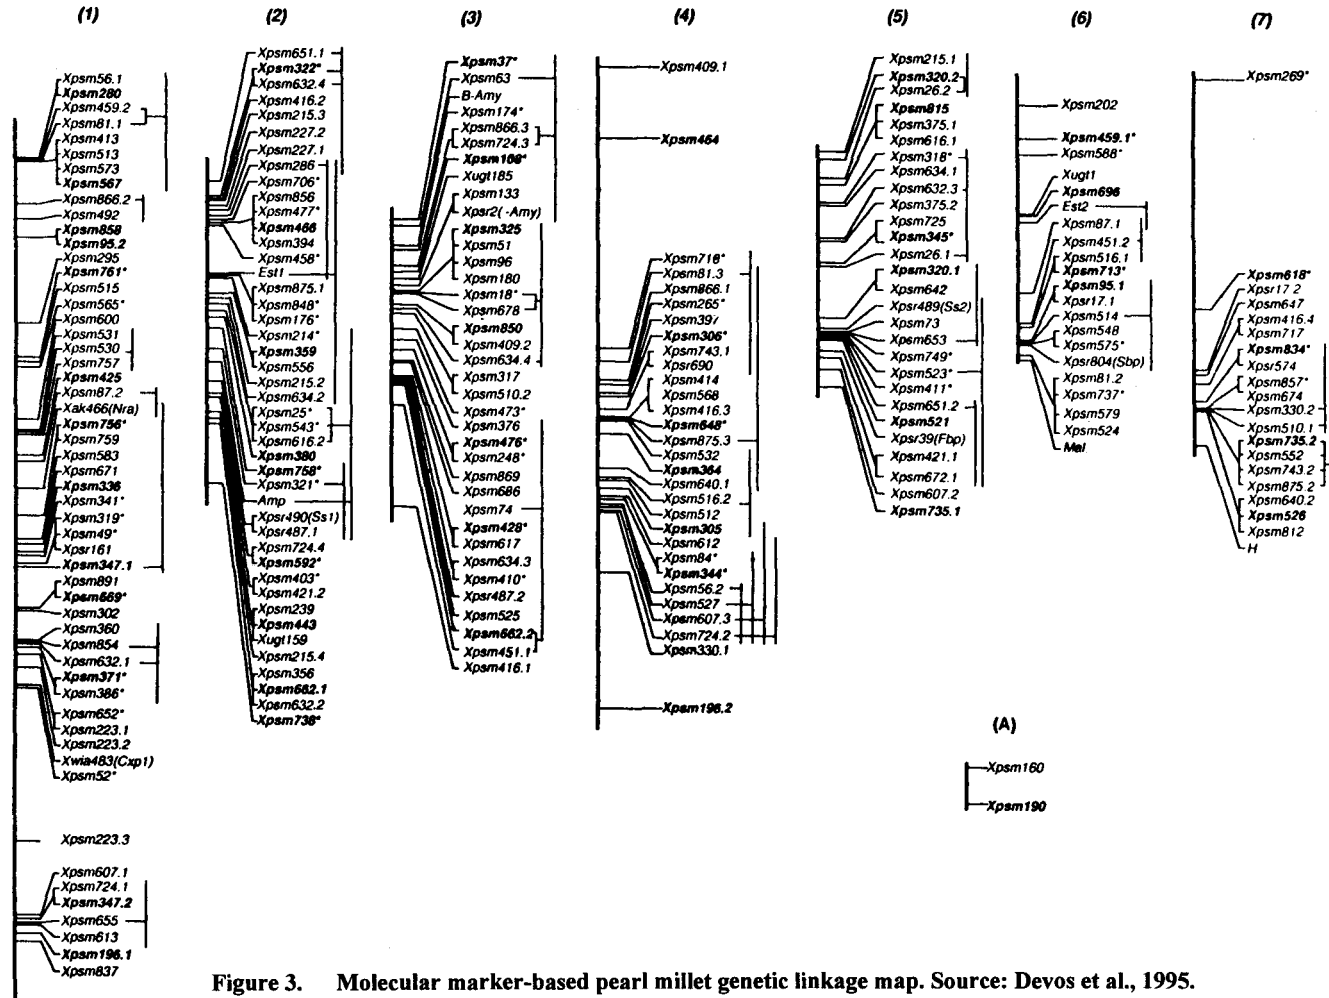 (1)
Xpsm56.1
Xpsm280
Xpsm459.2
Xpsm81.1
Xpsm413
Xpsm513
Xpsm573
Xpsm567
Xpsm866.2
Xpsm492
Xpsm858
Xpsm95.2
Xpsm295
Xpsm761*
Xpsm515
Xpsm565*
Xpsm600
Xpsm531
Xpsm530
Xpsm757
Xpsm425
Xpsm87.2
Xak466(Nra)
Xpsm756*
Xpsm759
Xpsm583
Xpsm671
Xpsm336
Xpsm341*
Xpsm319*
Xpsm49*
Xpsr161
Xpsm347.1
Xpsm891
Xpsm669*
Xpsm302
Xpsm360
Xpsm854
Xpsm632.1
Xpsm371*
Xpsm386*
Xpsm652*
Xpsm223.1
Xpsm223.2
Xwia483(Cxp1)
Xpsm52*
Xpsm223.3
Xpsm607.1
Xpsm724.1
Xpsm347.2
Xpsm655
Xpsm613
Xpsm196.1
Xpsm837
(2)
Xpsm651.1
Xpsm322*
Xpsm632.4
Xpsm416.2
Xpsm215.3
Xpsm227.2
Xpsm227.1
Xpsm286
Xpsm706*
Xpsm856
Xpsm477*
Xpsm466
Xpsm394
Xpsm458*
Est1
Xpsm875.1
Xpsm848*
Xpsm176*
Xpsm214*
Xpsm359
Xpsm556
Xpsm215.2
Xpsm634.2
Xpsm25*
Xpsm543*
Xpsm616.2
Xpsm380
Xpsm758*
Xpsm321*
Amp
Xpsr490(Ss1)
Xpsr487.1
Xpsm724.4
Xpsm592*
Xpsm403*
Xpsm421.2
Xpsm239
Xpsm443
Xugt159
Xpsm215.4
Xpsm356
Xpsm662.1
Xpsm632.2
Xpsm738*
(3)
Xpsm37*
Xpsm63
B-Amy
Xpsm174*
Xpsm866.3
Xpsm724.3
Xpsm108*
Xugt185
Xpsm133
Xpsr2( -Amy)
Xpsm325
Xpsm51
Xpsm96
Xpsm180
Xpsm18*
Xpsm678
Xpsm850
Xpsm409.2
Xpsm634.4
Xpsm317
Xpsm510.2
Xpsm473*
Xpsm376
Xpsm476*
Xpsm248*
Xpsm869
Xpsm686
Xpsm74
Xpsm428*
Xpsm617
Xpsm634.3
Xpsm410*
Xpsr487.2
Xpsm525
Xpsm662.2
Xpsm451.1
Xpsm416.1
(4)
Xpsm409.1
Xpsm464
Xpsm716*
Xpsm81.3
Xpsm866.1
Xpsm265*
Xpsm397
Xpsm306*
Xpsm743.1
Xpsr690
Xpsm414
Xpsm568
Xpsm416.3
Xpsm648*
Xpsm875.3
Xpsm532
Xpsm364
Xpsm640.1
Xpsm516.2
Xpsm512
Xpsm305
Xpsm612
Xpsm84*
Xpsm344*
Xpsm56.2
Xpsm527
Xpsm607.3
Xpsm724.2
Xpsm330.1
Xpsm196.2
(5)
Xpsm215.1
Xpsm320.2
Xpsm26.2
Xpsm815
Xpsm375.1
Xpsm616.1
Xpsm318*
Xpsm634.1
Xpsm632.3
Xpsm375.2
Xpsm725
Xpsm345*
Xpsm26.1
Xpsm320.1
Xpsm642
Xpsr489(Ss2)
Xpsm73
Xpsm653
Xpsm749*
Xpsm523*
Xpsm411*
Xpsm651.2
Xpsm521
Xpsr39(Fbp)
Xpsm421.1
Xpsm672.1
Xpsm607.2
Xpsm735.1
(6)
Xpsm202
Xpsm459.1*
Xpsm588*
Xugt1
Xpsm696
Est2
Xpsm87.1
Xpsm451.2
Xpsm516.1
Xpsm713*
Xpsm95.1
Xpsr17.1
Xpsm514
Xpsm548
Xpsm575*
Xpsr804(Sbp)
Xpsm81.2
Xpsm737*
Xpsm579
Xpsm524
Mal
(7)
Xpsm269*
Xpsm618*
Xpsr17.2
Xpsm647
Xpsm416.4
Xpsm717
Xpsm834*
Xpsr574
Xpsm857*
Xpsm674
Xpsm330.2
Xpsm510.1
Xpsm735.2
Xpsm552
Xpsm743.2
Xpsm875.2
Xpsm640.2
Xpsm526
Xpsm812
H
(A)
Xpsm160
Xpsm190
Figure 3. Molecular marker-based pearl millet genetic linkage map. Source: Devos et al., 1995.